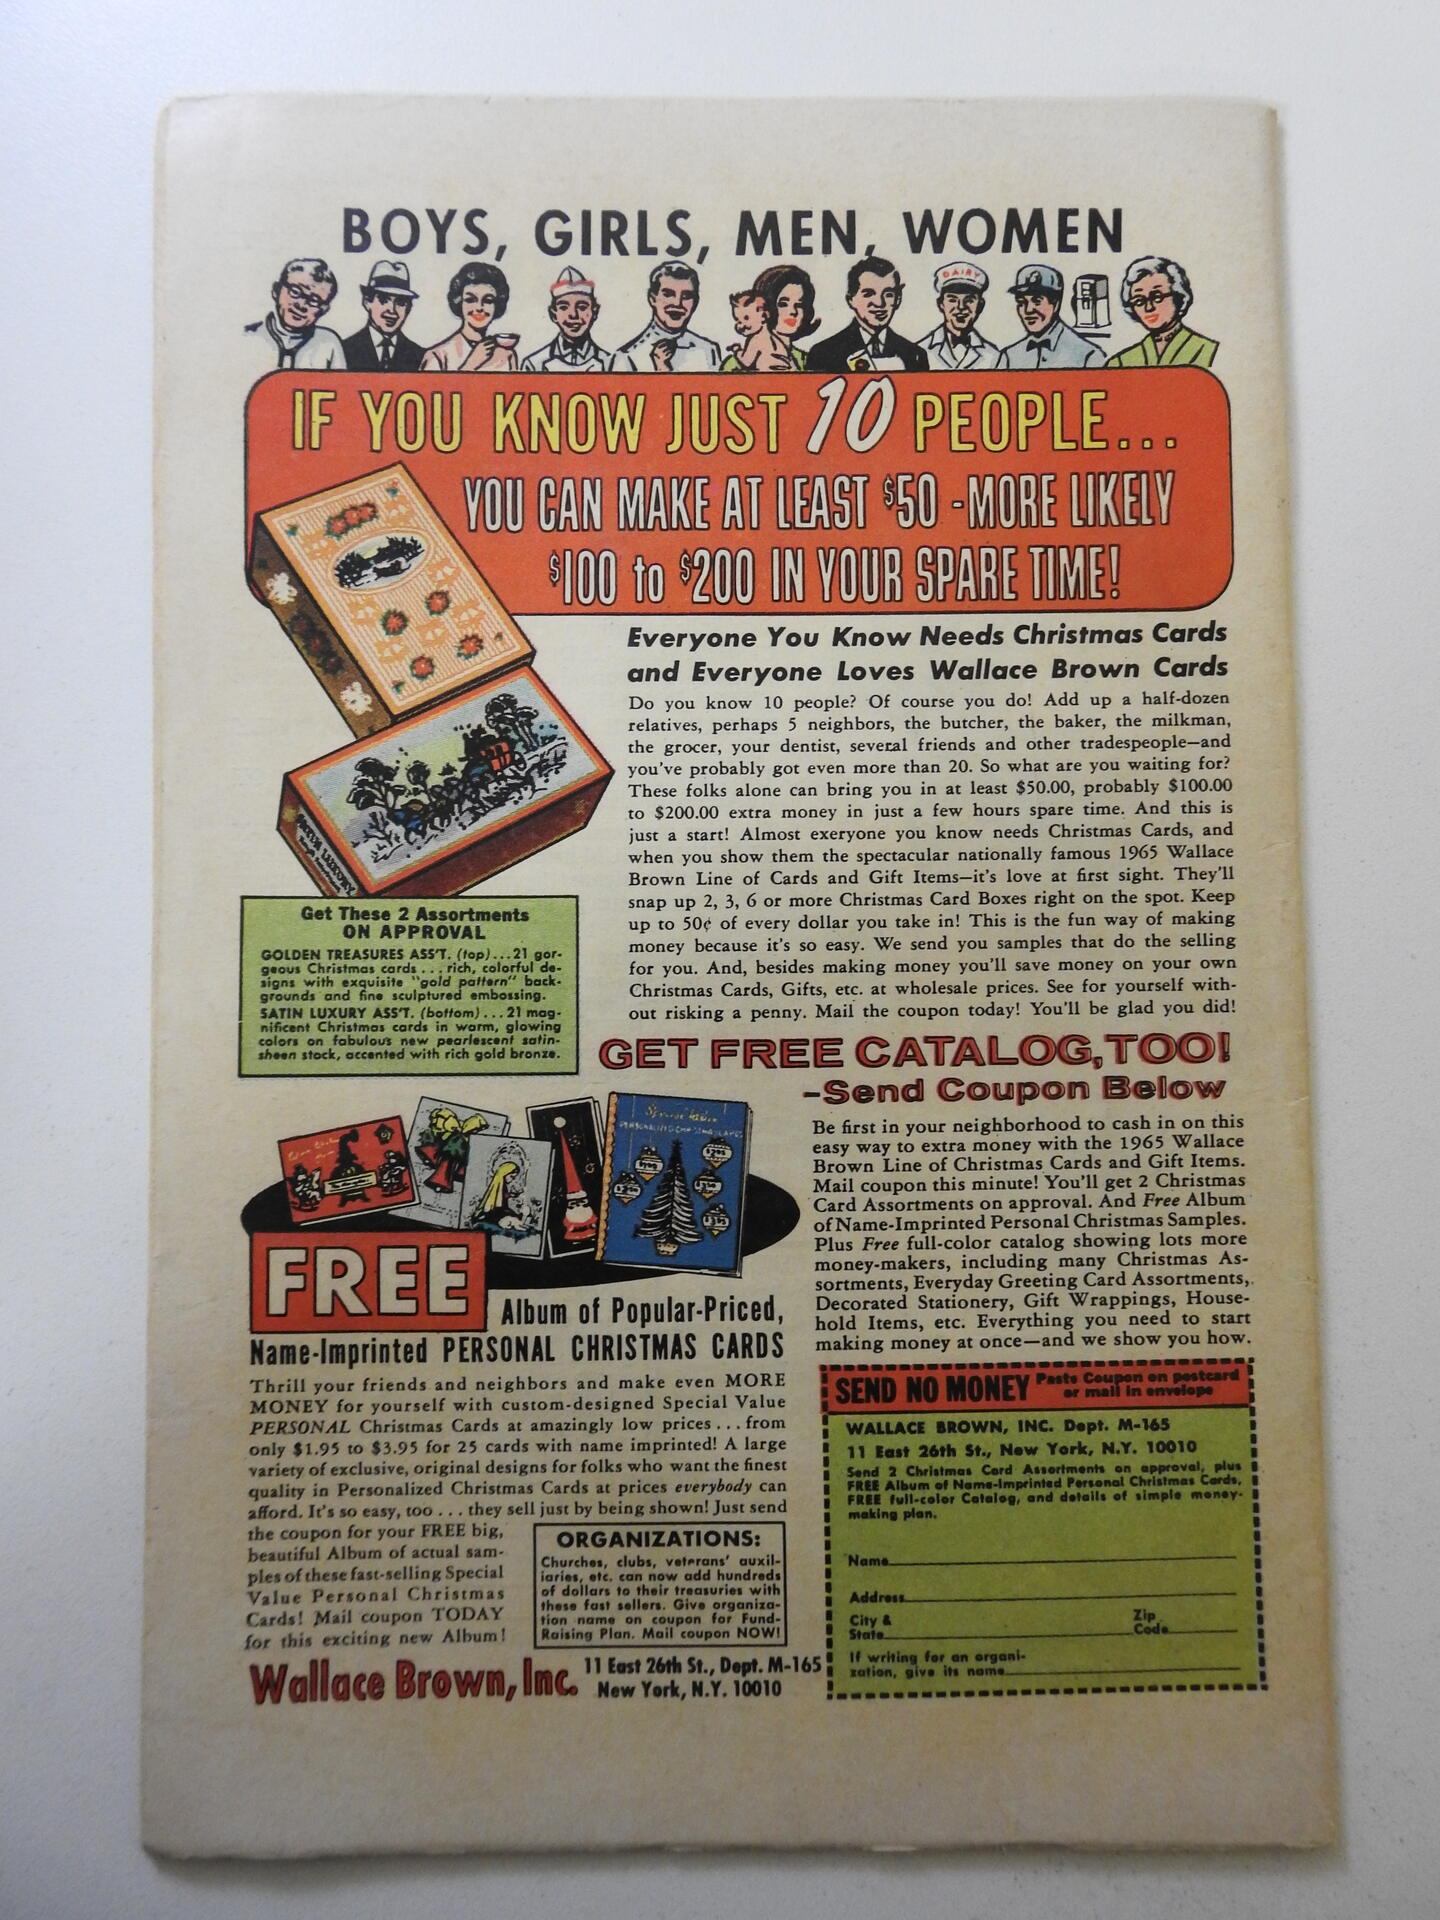 BOYS, GIRLS, MEN, WOMEN
DAIRY
IF YOU KNOW JUST 10 PEOPLE...
YOU CAN MAKE AT LEAST $50 -MORE LIKELY
$100 to $200 IN YOUR SPARE TIME!
Everyone You Know Needs Christmas Cards
and Everyone Loves Wallace Brown Cards
Do you know 10 people? Of course you do! Add up a half-dozen
relatives, perhaps 5 neighbors, the butcher, the baker, the milkman,
the grocer, your dentist, several friends and other tradespeople—and
you've probably got even more than 20. So what are you waiting for?
These folks alone can bring you in at least $50.00, probably $100.00
to $200.00 extra money in just a few hours spare time. And this is
just a start! Almost exeryone you know needs Christmas Cards, and
when you show them the spectacular nationally famous 1965 Wallace
Brown Line of Cards and Gift Items—it's love at first sight. They'll
snap up 2, 3, 6 or more Christmas Card Boxes right on the spot. Keep
up to 50¢ of every dollar you take in! This is the fun way of making
money because it's so easy. We send you samples that do the selling
for you. And, besides making money you'll save money on your own
Christmas Cards, Gifts, etc. at wholesale prices. See for yourself with-
out risking a penny. Mail the coupon today! You'll be glad you did!
SATIN LUXURY
Get These 2 Assortments
ON APPROVAL
GOLDEN TREASURES ASS'T. (top)...21 gor-
geous Christmas cards...rich, colorful de-
signs with exquisite "gold pattern" back-
grounds and fine sculptured embossing.
SATIN LUXURY ASS'T. (bottom)...21 mag-
nificent Christmas cards in warm, glowing
colors on fabulous new pearlescent satin-
sheen stock, accented with rich gold bronze.
GET FREE CATALOG, TOO!
-Send Coupon Below
Be first in your neighborhood to cash in on this
easy way to extra money with the 1965 Wallace
Brown Line of Christmas Cards and Gift Items.
Mail coupon this minute! You'll get 2 Christmas
Card Assortments on approval. And Free Album
of Name-Imprinted Personal Christmas Samples.
Plus Free full-color catalog showing lots more
money-makers, including many Christmas As-
sortments, Everyday Greeting Card Assortments,
Decorated Stationery, Gift Wrappings, House-
hold Items, etc. Everything you need to start
making money at once—and we show you how.
PERSONALIZED CHRISTMAS CARDS
FREE
Album of Popular-Priced,
Name-Imprinted PERSONAL CHRISTMAS CARDS
Thrill your friends and neighbors and make even MORE
MONEY for yourself with custom-designed Special Value
PERSONAL Christmas Cards at amazingly low prices...from
only $1.95 to $3.95 for 25 cards with name imprinted! A large
variety of exclusive, original designs for folks who want the finest
quality in Personalized Christmas Cards at prices everybody can
afford. It's so easy, too...they sell just by being shown! Just send
the coupon for your FREE big,
beautiful Album of actual sam-
ples of these fast-selling Special
Value Personal Christmas
Cards! Mail coupon TODAY
for this exciting new Album!
ORGANIZATIONS:
Churches, clubs, veterans' auxil-
iaries, etc. can now add hundreds
of dollars to their treasuries with
these fast sellers. Give organiza-
tion name on coupon for Fund-
Raising Plan. Mail coupon NOW!
Wallace Brown, Inc.
11 East 26th St., Dept. M-165
New York, N.Y. 10010
SEND NO MONEY Paste Coupon on postcard
or mail in envelope
WALLACE BROWN, INC. Dept. M-165
11 East 26th St., New York, N.Y. 10010
Send 2 Christmas Card Assortments on approval, plus
FREE Album of Name-Imprinted Personal Christmas Cards,
FREE full-color Catalog, and details of simple money-
making plan.
Name
Address
City &
State
Zip
Code
If writing for an organi-
zation, give its name